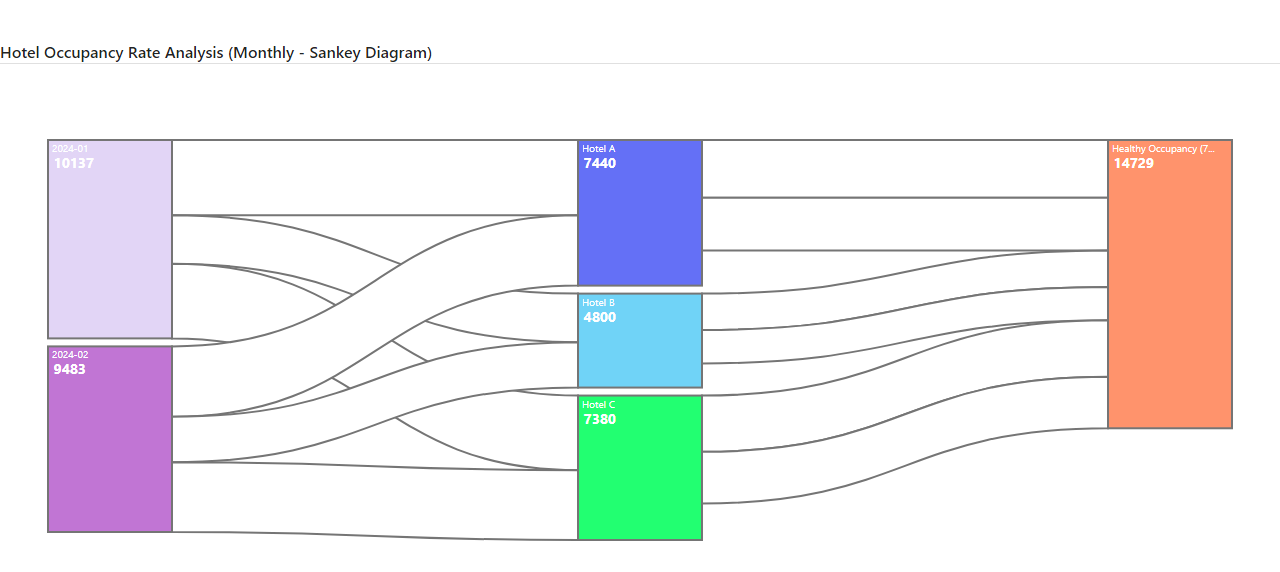 Hotel Occupancy Rate Analysis (Monthly - Sankey Diagram)
2024-01
10137
2024-02
9483
Hotel A
7440
Hotel B
4800
Hotel C
7380
Healthy Occupancy (7...
14729